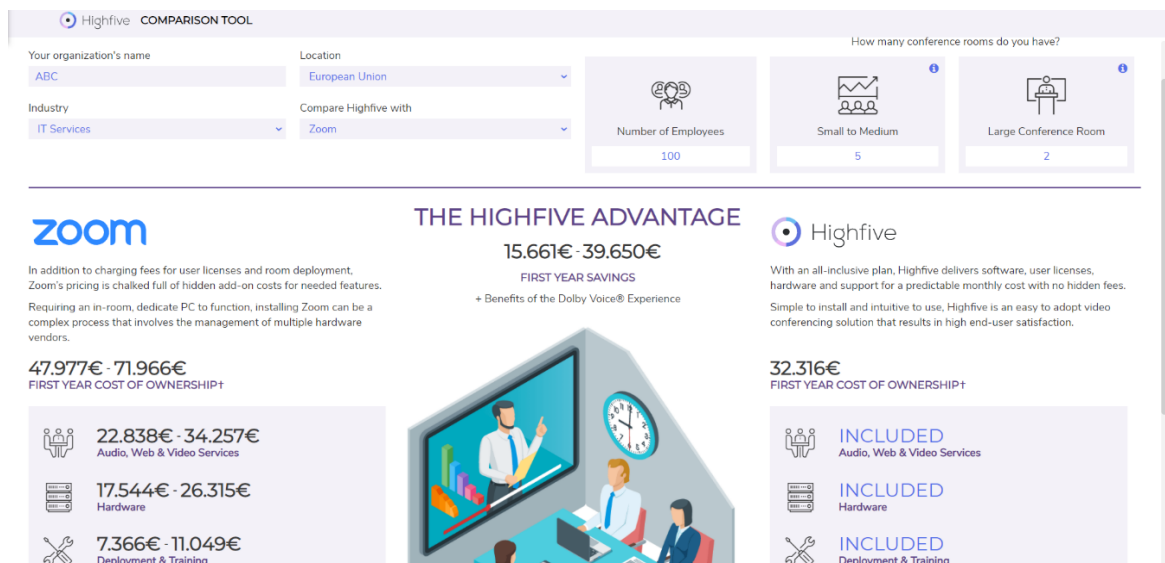 Highfive COMPARISON TOOL
How many conference rooms do you have?
Your organization's name
Location
ABC
European Union
Industry
Compare Highfive with
IT Services
Zoom
Number of Employees
Small to Medium
Large Conference Room
100
5
2
zoom
In addition to charging fees for user licenses and room deployment,
Zoom's pricing is chalked full of hidden add-on costs for needed features.
Requiring an in-room, dedicate PC to function, installing Zoom can be a
complex process that involves the management of multiple hardware
vendors.
47.977€ - 71.966€
FIRST YEAR COST OF OWNERSHIP†
22.838€ - 34.257€
Audio, Web & Video Services
17.544€ - 26.315€
Hardware
7.366€ - 11.049€
Deployment & Training
THE HIGHFIVE ADVANTAGE
15.661€ - 39.650€
FIRST YEAR SAVINGS
+ Benefits of the Dolby Voice® Experience
Highfive
With an all-inclusive plan, Highfive delivers software, user licenses,
hardware and support for a predictable monthly cost with no hidden fees.
Simple to install and intuitive to use, Highfive is an easy to adopt video
conferencing solution that results in high end-user satisfaction.
32.316€
FIRST YEAR COST OF OWNERSHIP†
INCLUDED
Audio, Web & Video Services
INCLUDED
Hardware
INCLUDED
Deployment & Training